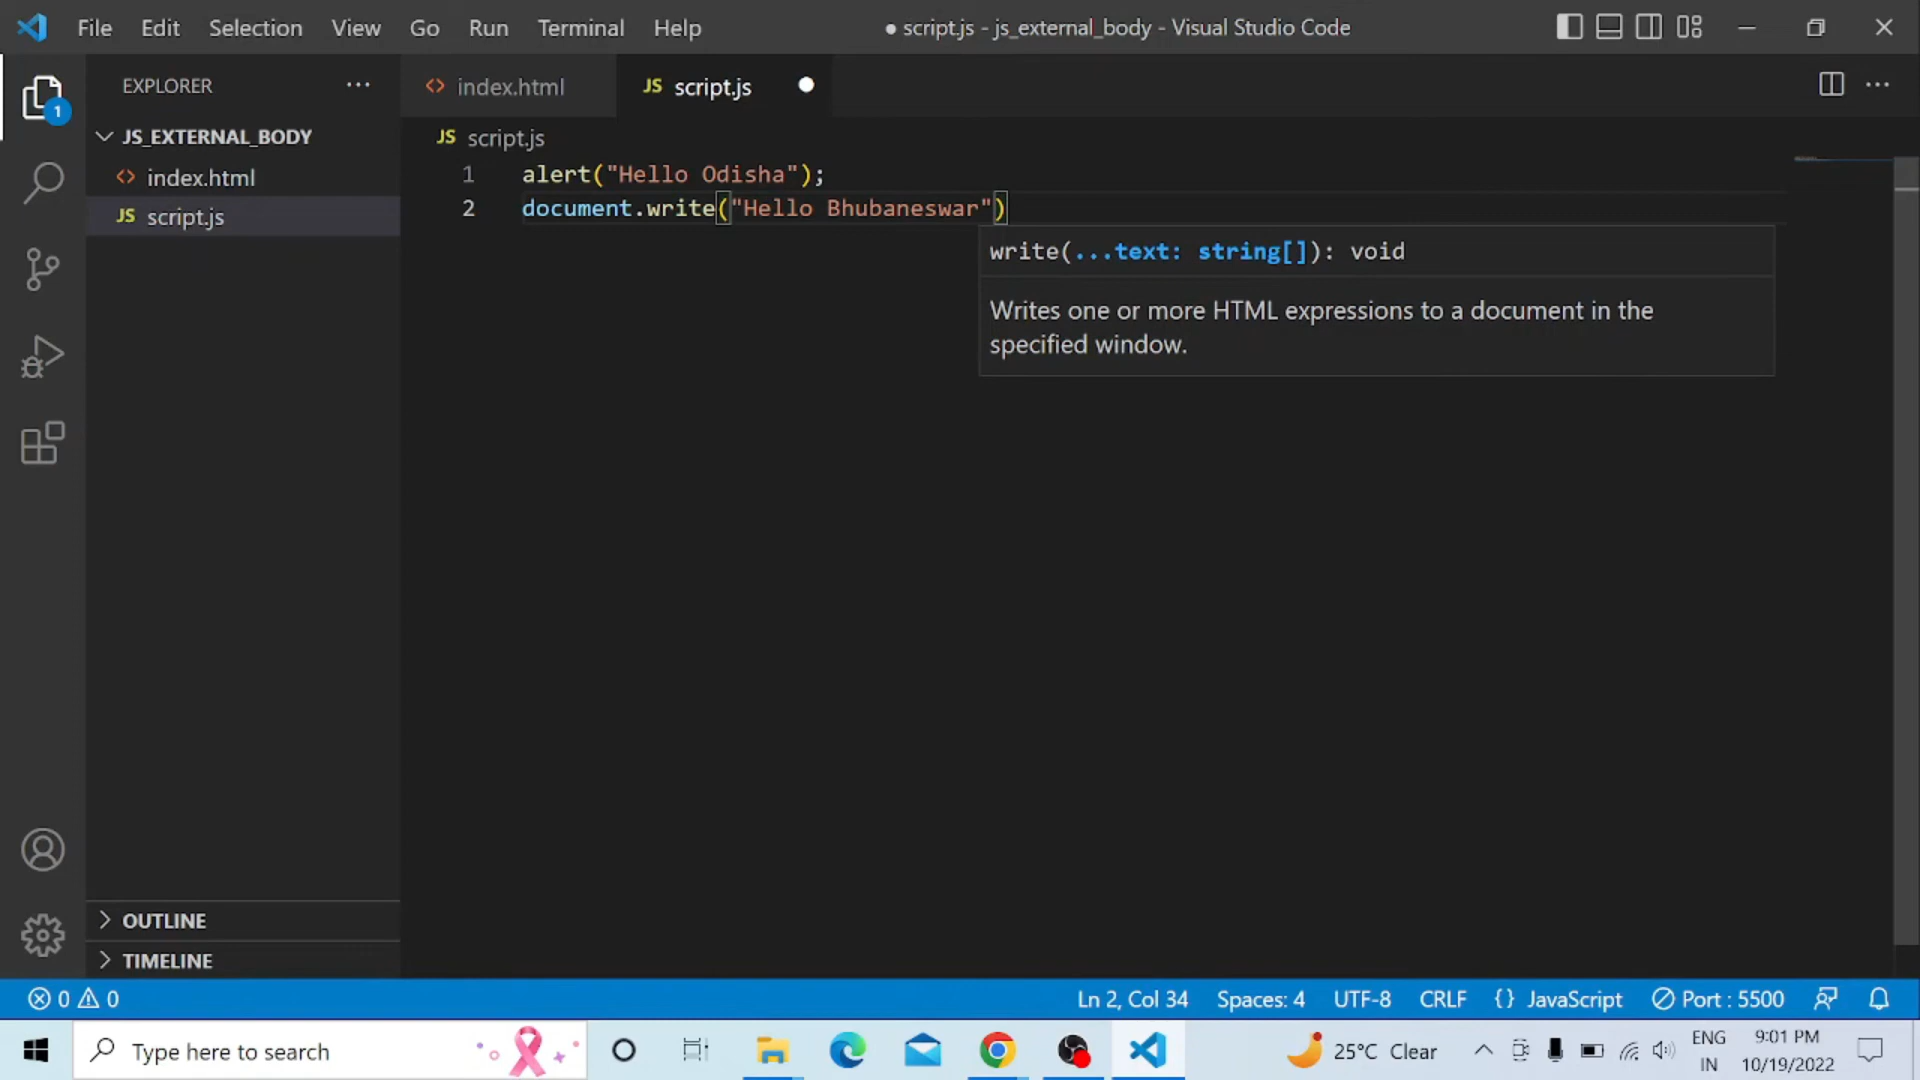 File Edit Selection View Go Run Terminal Help
● script.js - js_external_body - Visual Studio Code
EXPLORER
1
JS_EXTERNAL_BODY
<> index.html
JS script.js
OUTLINE
TIMELINE
<> index.html
JS script.js ●
JS script.js
1 alert("Hello Odisha");
2 document.write("Hello Bhubaneswar")
write(...text: string[]): void
Writes one or more HTML expressions to a document in the
specified window.
0 0
Ln 2, Col 34 Spaces: 4 UTF-8 CRLF {} JavaScript Port : 5500
Type here to search
25°C Clear
ENG
IN
9:01 PM
10/19/2022